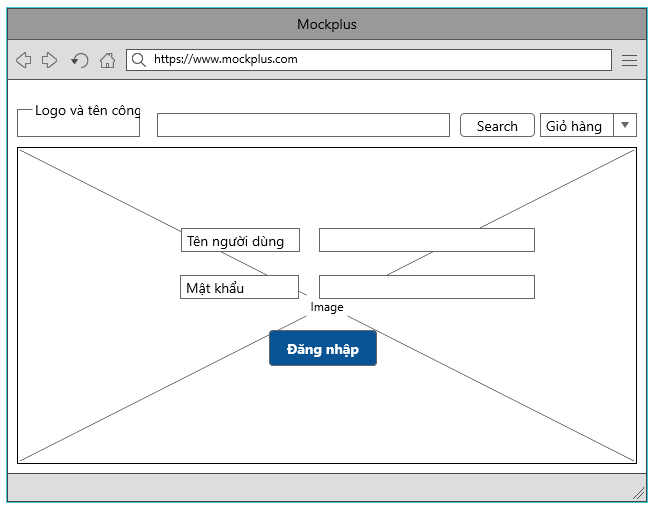 Mockplus
https://www.mockplus.com
Logo và tên công
Search
Giỏ hàng
Tên người dùng
Mật khẩu
Image
Đăng nhập